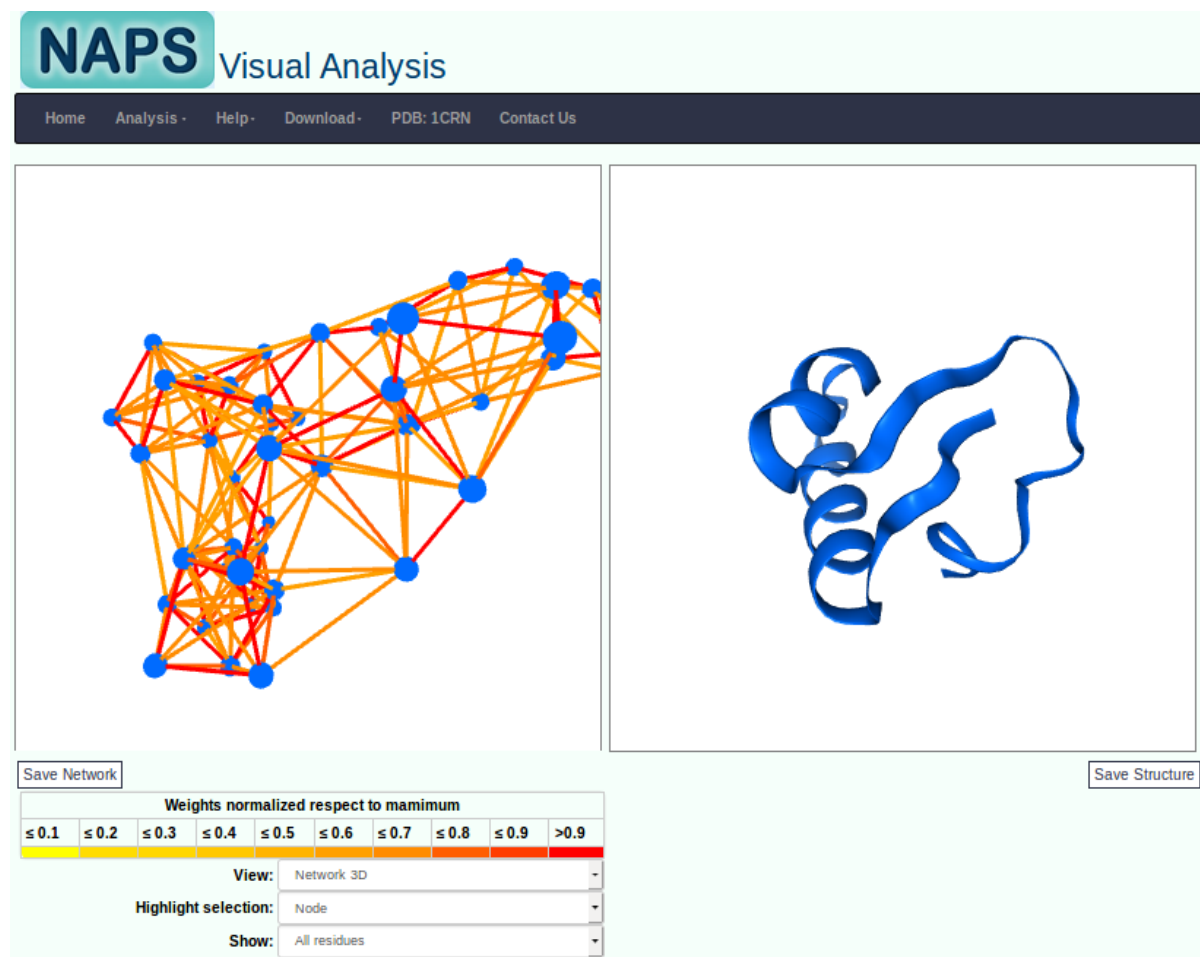 NAPS Visual Analysis
Home Analysis Help Download PDB: 1CRN Contact Us
Save Network Save Structure
Weights normalized respect to mamimum
≤ 0.1 ≤ 0.2 ≤ 0.3 ≤ 0.4 ≤ 0.5 ≤ 0.6 ≤ 0.7 ≤ 0.8 ≤ 0.9 >0.9
View: Network 3D
Highlight selection: Node
Show: All residues